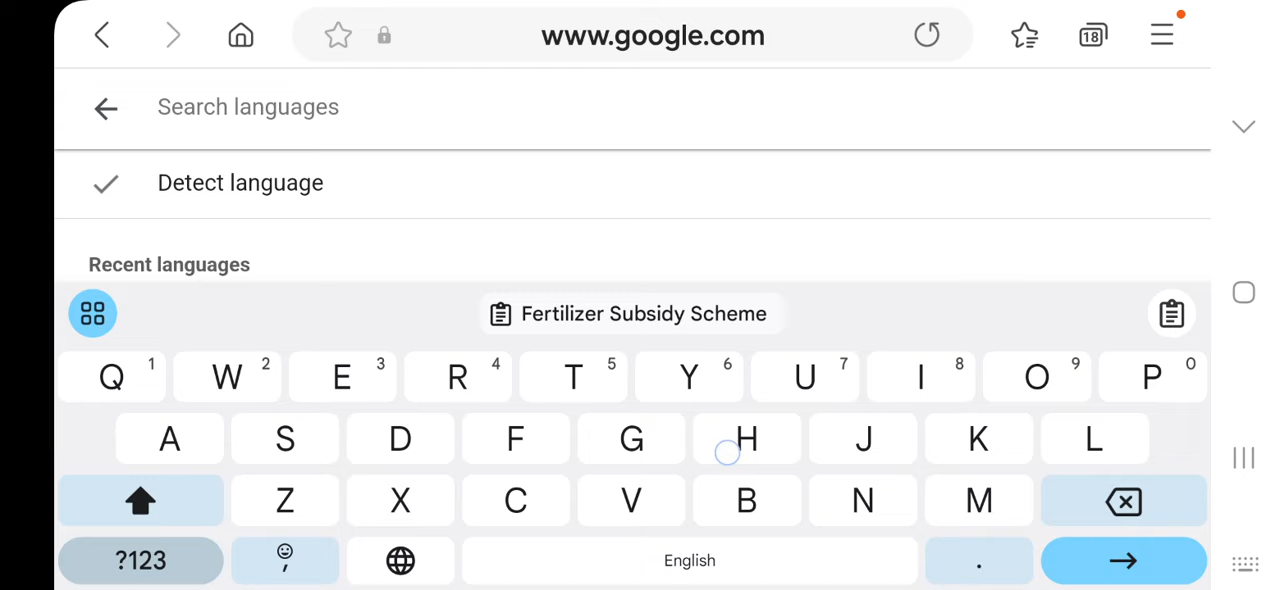 www.google.com
18
Search languages
Detect language
Recent languages
Fertilizer Subsidy Scheme
Q 1 W 2 E 3 R 4 T 5 Y 6 U 7 I 8 O 9 P 0
A S D F G H J K L
Z X C V B N M
?123 , English .